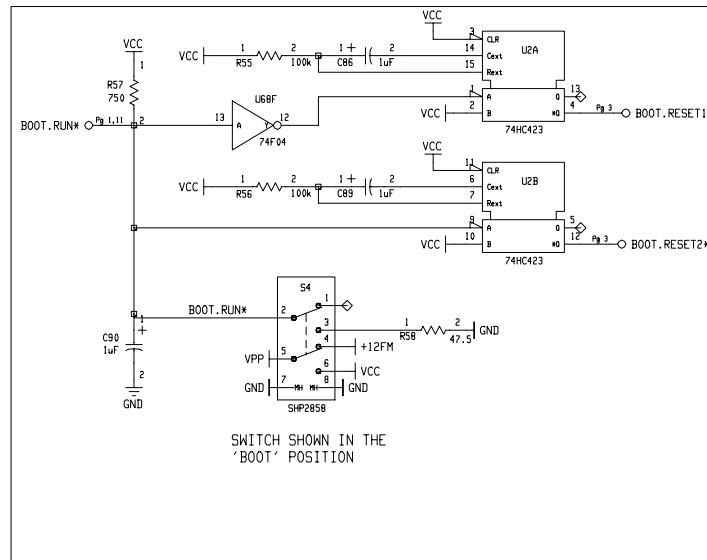 VCC
3
CLR
U2A
VCC
VCC
1
R55
2
100k
1 +
C86
2
1uF
14
Cext
15
Rext
1
R57
750
BOOT.RUN*
Pg 1,11
2
13
A
U68F
Y
12
74F04
1
A
Q
13
VCC
2
B
*Q
4
Pg 3
BOOT.RESET1*
74HC423
VCC
11
CLR
U2B
VCC
1
R56
2
100k
1 +
C89
2
1uF
6
Cext
7
Rext
9
A
Q
5
VCC
10
B
*Q
12
Pg 3
BOOT.RESET2*
74HC423
S4
BOOT.RUN*
2
1
3
1
R58
2
47.5
GND
4
+12FM
VPP
5
6
VCC
GND
7
MH
MH
8
GND
SHP2858
1
+
C90
1uF
2
GND
SWITCH SHOWN IN THE
'BOOT' POSITION